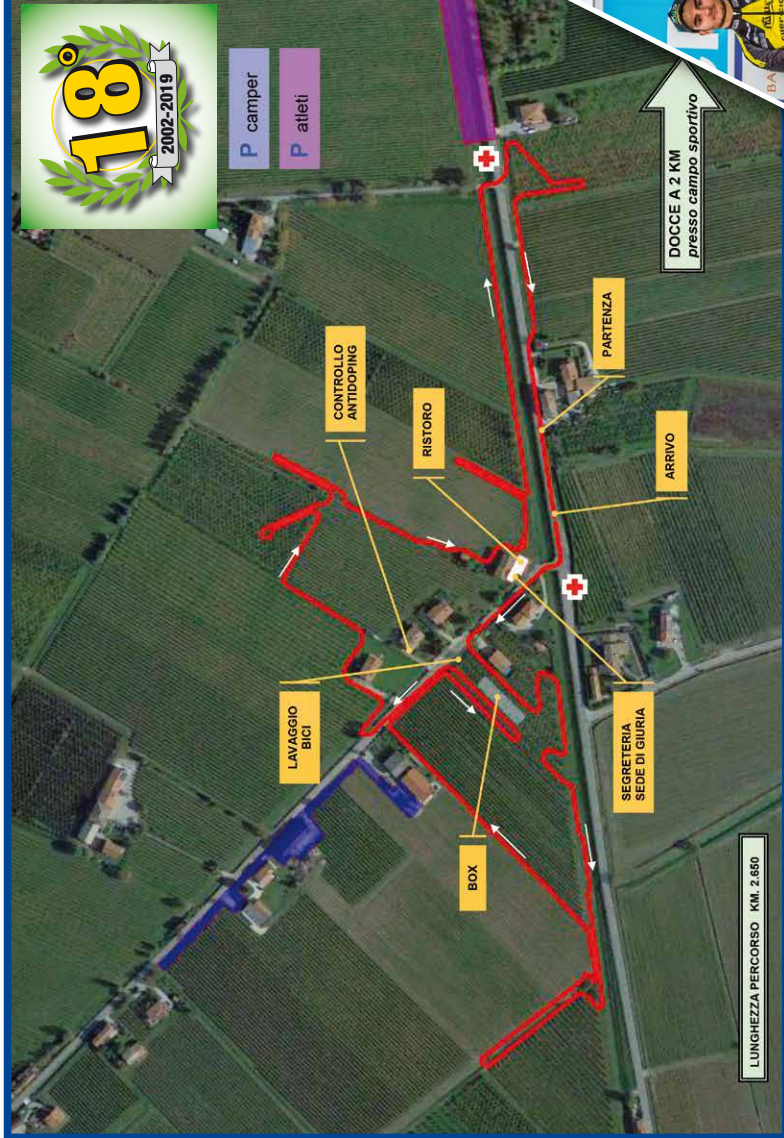 18°
2002-2019
P camper
P atleti
DOCCE A 2 KM
presso campo sportivo
CONTROLLO
ANTIDOPING
RISTORO
PARTENZA
ARRIVO
LAVAGGIO
BICI
BOX
SEGRETERIA
SEDE DI GIURIA
LUNGHEZZA PERCORSO KM. 2.650